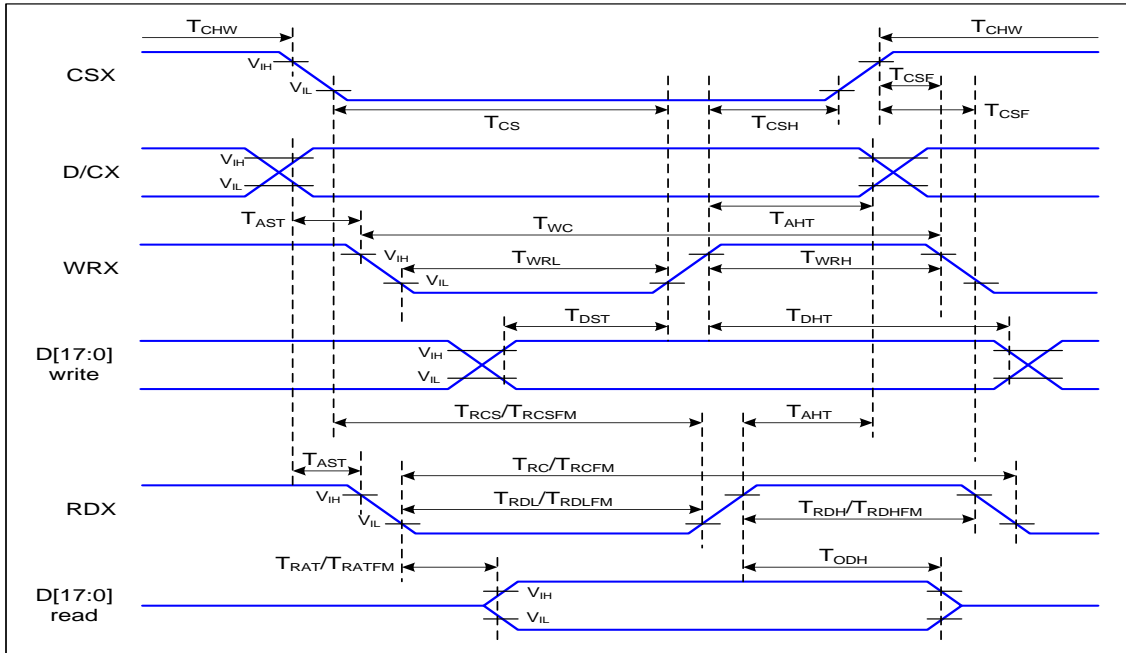 TCHW TCHW
CSX
VIH
VIL
TCSF
TCS TCSH TCSF
D/CX
VIH
VIL
TAST TWC TAHT
WRX
VIH
VIL
TWRL TWRH
TDST TDHT
D[17:0]
write
VIH
VIL
TRCS/TRCSFM TAHT
TAST TRC/TRCFM
RDX
VIH
VIL
TRDL/TRDLFM TRDH/TRDHFM
TRAT/TRATFM TODH
D[17:0]
read
VIH
VIL